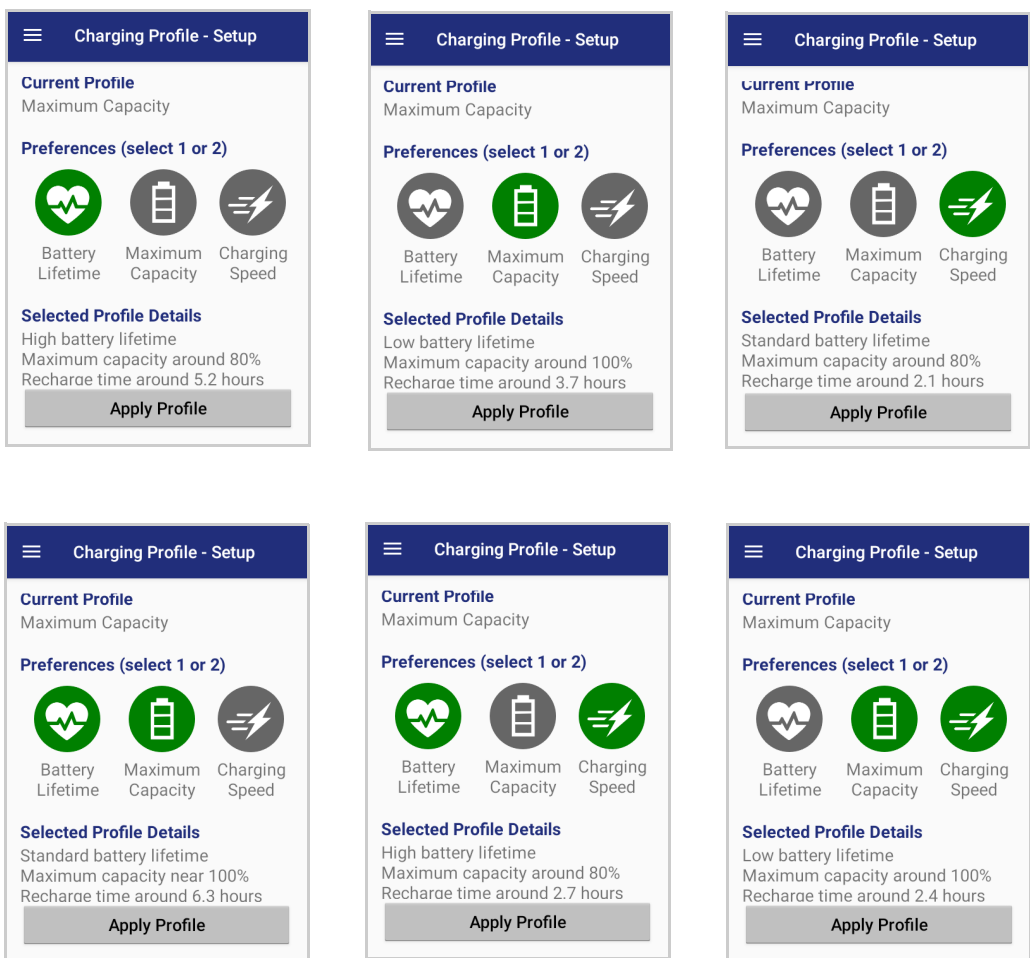 Charging Profile - Setup
Current Profile
Maximum Capacity
Preferences (select 1 or 2)
Battery Lifetime
Maximum Capacity
Charging Speed
Selected Profile Details
High battery lifetime
Maximum capacity around 80%
Recharge time around 5.2 hours
Apply Profile
Charging Profile - Setup
Current Profile
Maximum Capacity
Preferences (select 1 or 2)
Battery Lifetime
Maximum Capacity
Charging Speed
Selected Profile Details
Low battery lifetime
Maximum capacity around 100%
Recharge time around 3.7 hours
Apply Profile
Charging Profile - Setup
Current Profile
Maximum Capacity
Preferences (select 1 or 2)
Battery Lifetime
Maximum Capacity
Charging Speed
Selected Profile Details
Standard battery lifetime
Maximum capacity around 80%
Recharge time around 2.1 hours
Apply Profile
Charging Profile - Setup
Current Profile
Maximum Capacity
Preferences (select 1 or 2)
Battery Lifetime
Maximum Capacity
Charging Speed
Selected Profile Details
Standard battery lifetime
Maximum capacity near 100%
Recharge time around 6.3 hours
Apply Profile
Charging Profile - Setup
Current Profile
Maximum Capacity
Preferences (select 1 or 2)
Battery Lifetime
Maximum Capacity
Charging Speed
Selected Profile Details
High battery lifetime
Maximum capacity around 80%
Recharge time around 2.7 hours
Apply Profile
Charging Profile - Setup
Current Profile
Maximum Capacity
Preferences (select 1 or 2)
Battery Lifetime
Maximum Capacity
Charging Speed
Selected Profile Details
Low battery lifetime
Maximum capacity around 100%
Recharge time around 2.4 hours
Apply Profile